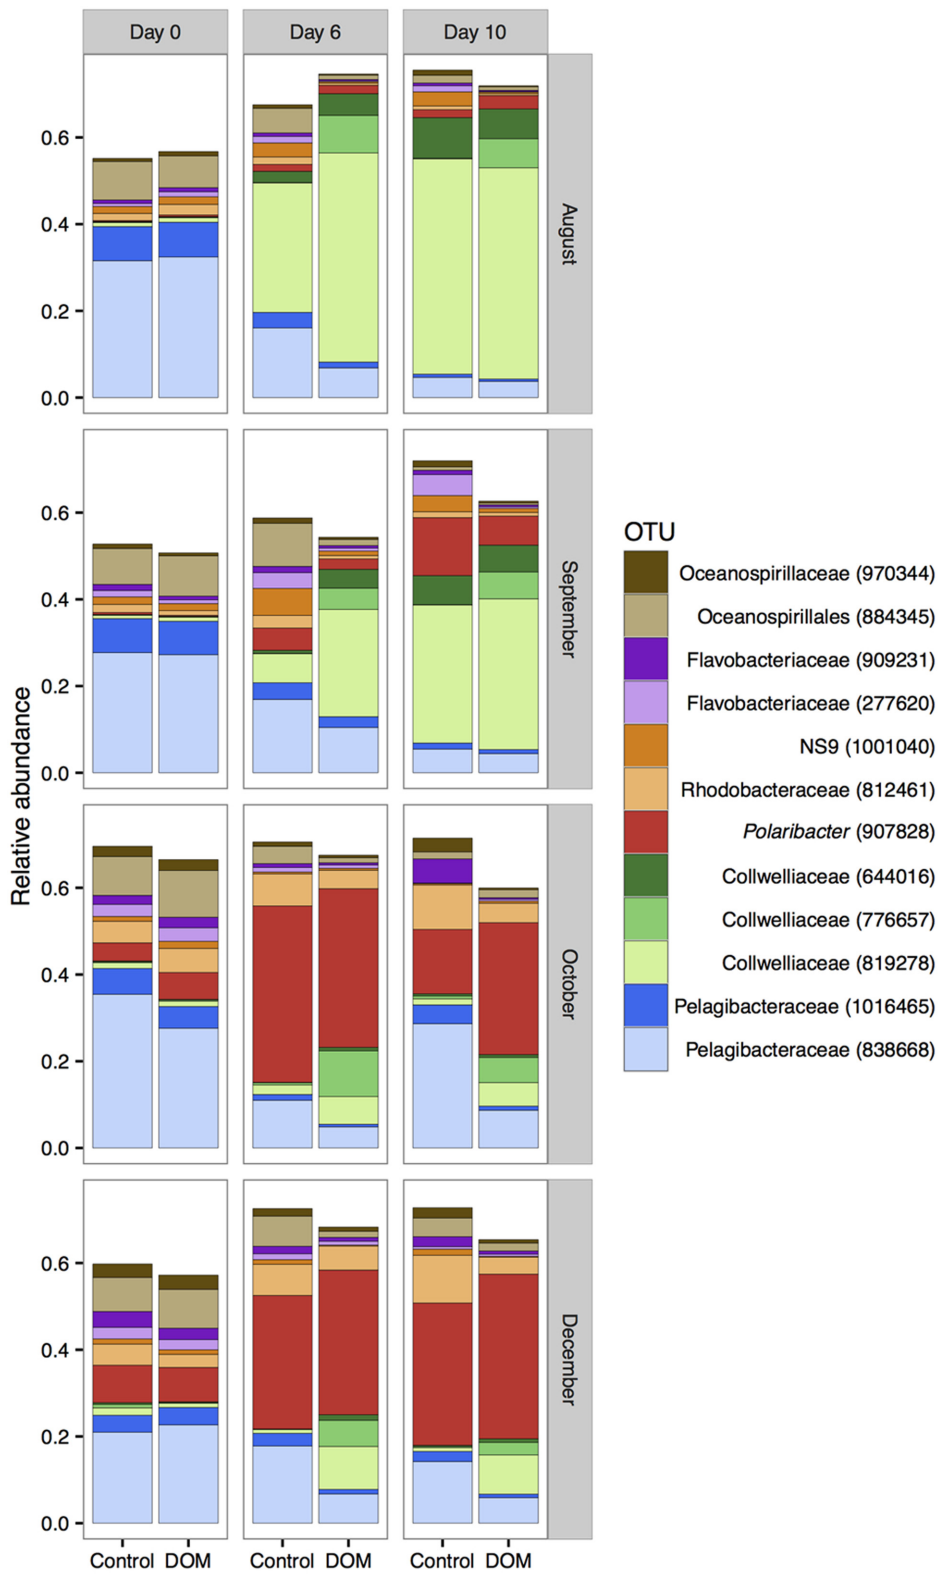 Day 0
Day 6
Day 10
0.6
0.4
0.2
0.0
August
0.6
0.4
0.2
0.0
September
0.6
0.4
0.2
0.0
October
0.6
0.4
0.2
0.0
December
Relative abundance
Control DOM
Control DOM
Control DOM
OTU
Oceanospirillaceae (970344)
Oceanospirillales (884345)
Flavobacteriaceae (909231)
Flavobacteriaceae (277620)
NS9 (1001040)
Rhodobacteraceae (812461)
Polaribacter (907828)
Collwelliaceae (644016)
Collwelliaceae (776657)
Collwelliaceae (819278)
Pelagibacteraceae (1016465)
Pelagibacteraceae (838668)